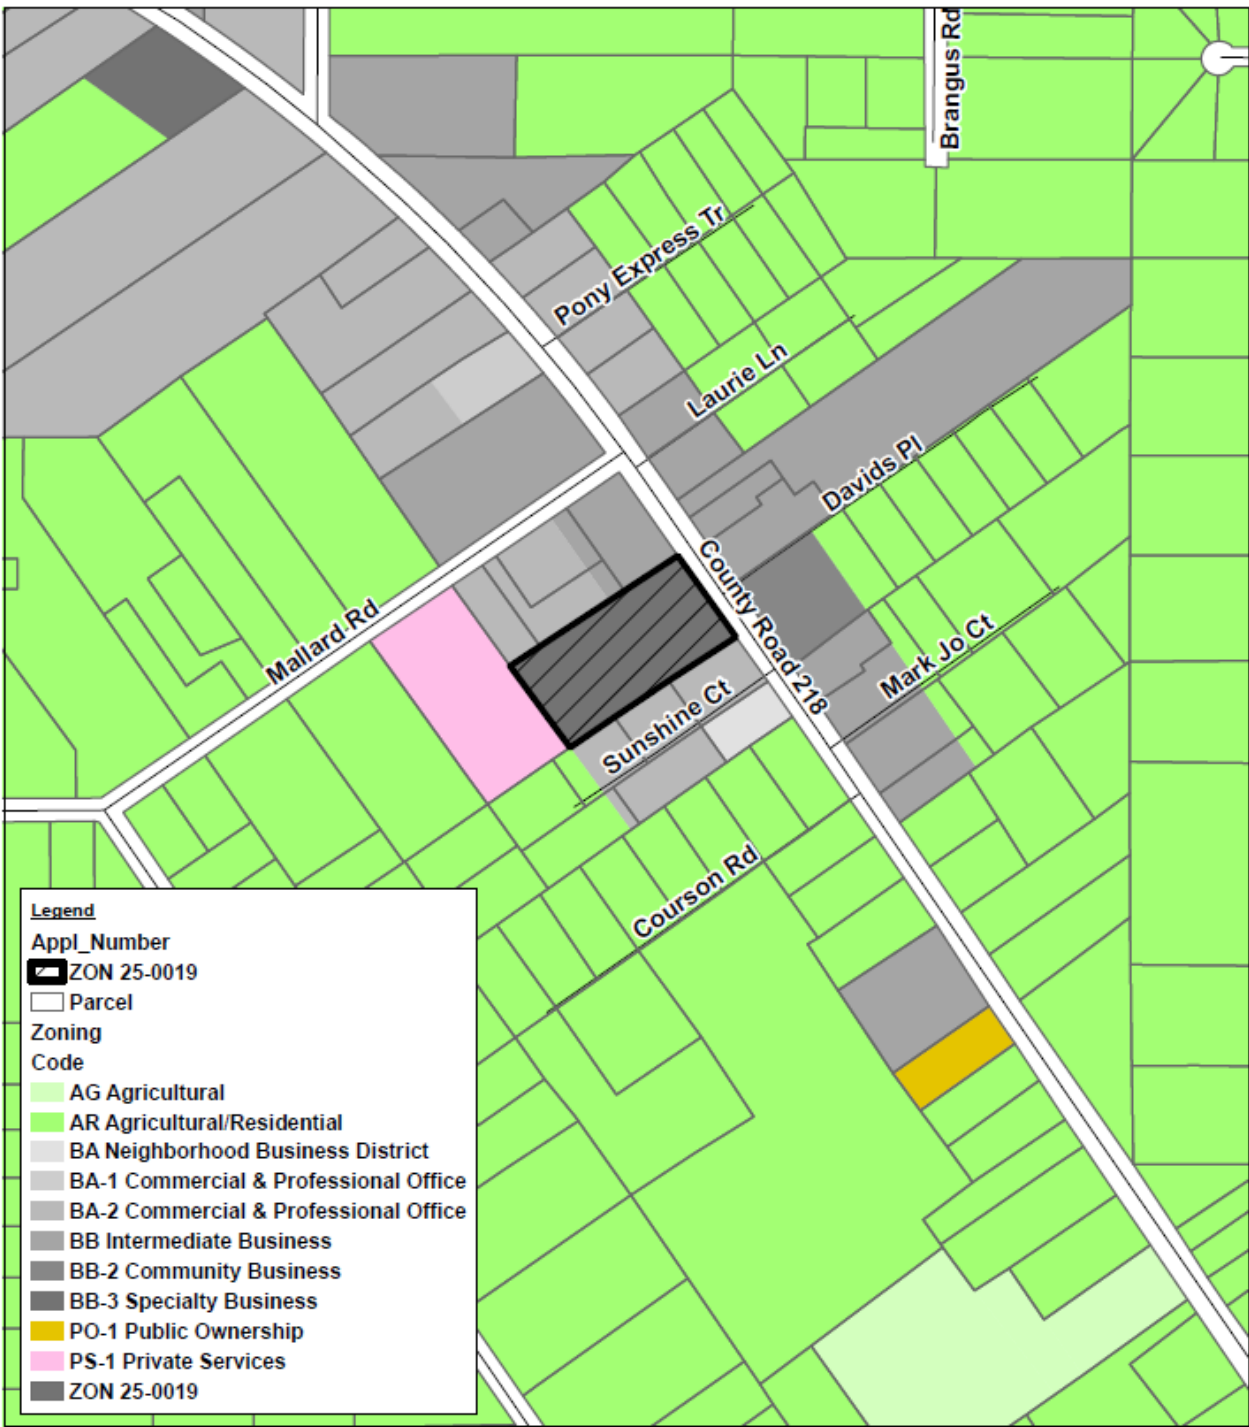 Brangus Rd
Pony Express Tr
Laurie Ln
Davids Pl
County Road 218
Mallard Rd
Mark Jo Ct
Sunshine Ct
Courson Rd
Legend
Appl_Number
ZON 25-0019
Parcel
Zoning
Code
AG Agricultural
AR Agricultural/Residential
BA Neighborhood Business District
BA-1 Commercial & Professional Office
BA-2 Commercial & Professional Office
BB Intermediate Business
BB-2 Community Business
BB-3 Specialty Business
PO-1 Public Ownership
PS-1 Private Services
ZON 25-0019